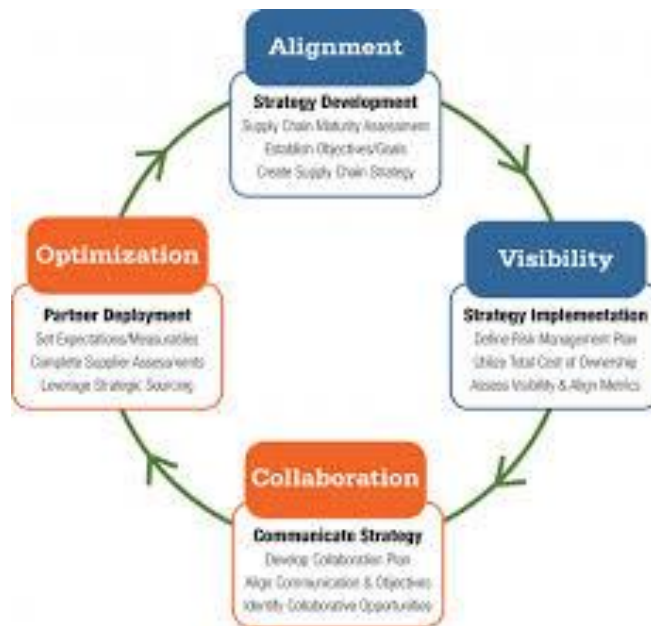 Alignment
Strategy Development
Supply Chain Maturity Assessment
Establish Objectives/Goals
Create Supply Chain Strategy
Visibility
Strategy Implementation
Define Risk Management Plan
Utilize Total Cost of Ownership
Assess Visibility & Align Metrics
Collaboration
Communicate Strategy
Develop Collaboration Plan
Align Communication & Objectives
Identify Collaborative Opportunities
Optimization
Partner Deployment
Set Expectations/Measurables
Complete Supplier Assessments
Leverage Strategic Sourcing